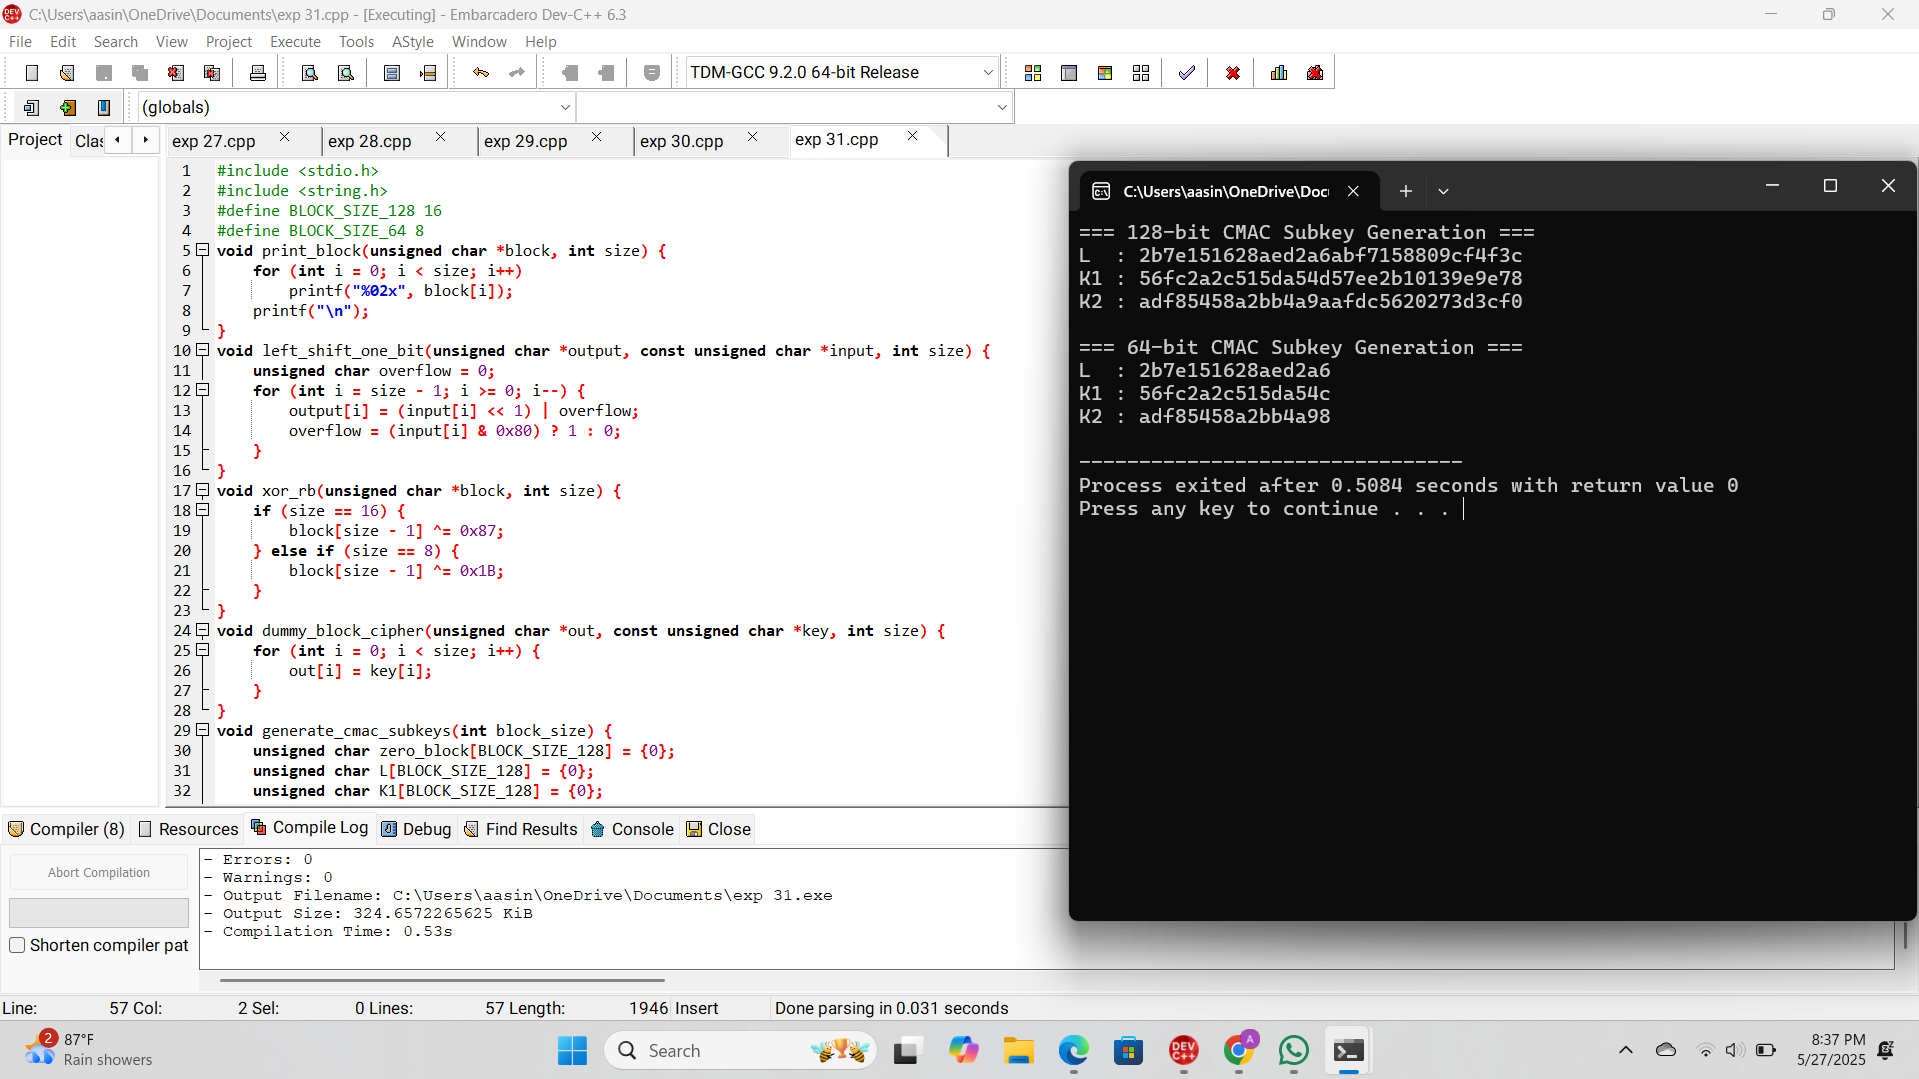 C:\Users\aasin\OneDrive\Documents\exp 31.cpp - [Executing] - Embarcadero Dev-C++ 6.3
File Edit Search View Project Execute Tools AStyle Window Help
TDM-GCC 9.2.0 64-bit Release
(globals)
Project Clas exp 27.cpp exp 28.cpp exp 29.cpp exp 30.cpp exp 31.cpp
1 #include <stdio.h>
2 #include <string.h>
3 #define BLOCK_SIZE_128 16
4 #define BLOCK_SIZE_64 8
5 void print_block(unsigned char *block, int size) {
6 for (int i = 0; i < size; i++)
7 printf("%02x", block[i]);
8 printf("\n");
9 }
10 void left_shift_one_bit(unsigned char *output, const unsigned char *input, int size) {
11 unsigned char overflow = 0;
12 for (int i = size - 1; i >= 0; i--) {
13 output[i] = (input[i] << 1) | overflow;
14 overflow = (input[i] & 0x80) ? 1 : 0;
15 }
16 }
17 void xor_rb(unsigned char *block, int size) {
18 if (size == 16) {
19 block[size - 1] ^= 0x87;
20 } else if (size == 8) {
21 block[size - 1] ^= 0x1B;
22 }
23 }
24 void dummy_block_cipher(unsigned char *out, const unsigned char *key, int size) {
25 for (int i = 0; i < size; i++) {
26 out[i] = key[i];
27 }
28 }
29 void generate_cmac_subkeys(int block_size) {
30 unsigned char zero_block[BLOCK_SIZE_128] = {0};
31 unsigned char L[BLOCK_SIZE_128] = {0};
32 unsigned char K1[BLOCK_SIZE_128] = {0};
C:\Users\aasin\OneDrive\Doc
=== 128-bit CMAC Subkey Generation ===
L : 2b7e151628aed2a6abf7158809cf4f3c
K1 : 56fc2a2c515da54d57ee2b10139e9e78
K2 : adf85458a2bb4a9aafdc5620273d3cf0
=== 64-bit CMAC Subkey Generation ===
L : 2b7e151628aed2a6
K1 : 56fc2a2c515da54c
K2 : adf85458a2bb4a98
--------------------------------
Process exited after 0.5084 seconds with return value 0
Press any key to continue . . .
Compiler (8) Resources Compile Log Debug Find Results Console Close
Abort Compilation
Shorten compiler pat
- Errors: 0
- Warnings: 0
- Output Filename: C:\Users\aasin\OneDrive\Documents\exp 31.exe
- Output Size: 324.6572265625 KiB
- Compilation Time: 0.53s
Line: 57 Col: 2 Sel: 0 Lines: 57 Length: 1946 Insert Done parsing in 0.031 seconds
2 87°F
Rain showers
Search
DEV C++
A
8:37 PM
5/27/2025